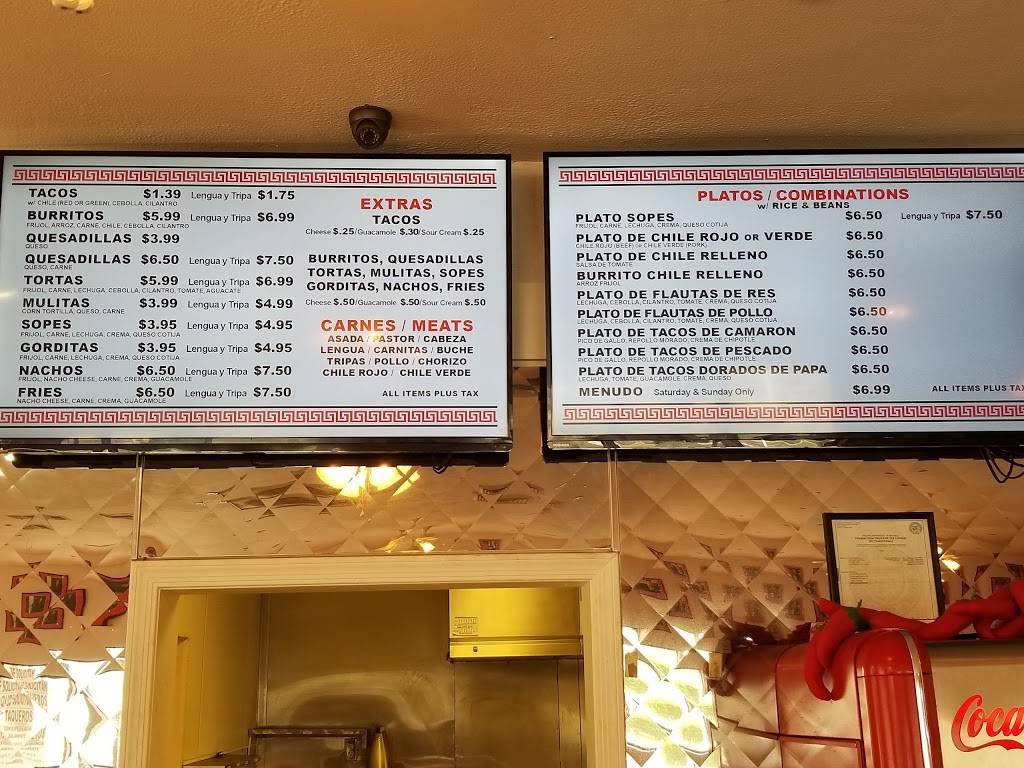 TACOS $1.39 Lengua y Tripa $1.75
w/ CHILE (RED OR GREEN), CEBOLLA, CILANTRO
BURRITOS $5.99 Lengua y Tripa $6.99
FRIJOL, ARROZ, CARNE, CHILE, CEBOLLA, CILANTRO
QUESADILLAS $3.99
QUESO
QUESADILLAS $6.50 Lengua y Tripa $7.50
QUESO, CARNE
TORTAS $5.99 Lengua y Tripa $6.99
FRIJOL, CARNE, LECHUGA, CEBOLLA, CILANTRO, TOMATE, AGUACATE
MULITAS $3.99 Lengua y Tripa $4.99
CORN TORTILLA, QUESO, CARNE
SOPES $3.95 Lengua y Tripa $4.95
FRIJOL, CARNE, LECHUGA, CREMA, QUESO COTIJA
GORDITAS $3.95 Lengua y Tripa $4.95
FRIJOL, CARNE, LECHUGA, CREMA, QUESO COTIJA
NACHOS $6.50 Lengua y Tripa $7.50
FRIJOL, NACHO CHEESE, CARNE, CREMA, GUACAMOLE
FRIES $6.50 Lengua y Tripa $7.50
NACHO CHEESE, CARNE, CREMA, GUACAMOLE
EXTRAS
TACOS
Cheese $.25/Guacamole $.30/Sour Cream $.25
BURRITOS, QUESADILLAS
TORTAS, MULITAS, SOPES
GORDITAS, NACHOS, FRIES
Cheese $.50/Guacamole $.50/Sour Cream $.50
CARNES / MEATS
ASADA / PASTOR / CABEZA
LENGUA / CARNITAS / BUCHE
TRIPAS / POLLO / CHORIZO
CHILE ROJO / CHILE VERDE
ALL ITEMS PLUS TAX
PLATOS / COMBINATIONS
w/ RICE & BEANS
PLATO SOPES $6.50 Lengua y Tripa $7.50
FRIJOL, CARNE, LECHUGA, CREMA, QUESO COTIJA
PLATO DE CHILE ROJO OR VERDE $6.50
CHILE ROJO (BEEF) OR CHILE VERDE (PORK)
PLATO DE CHILE RELLENO $6.50
SALSA DE TOMATE
BURRITO CHILE RELLENO $6.50
ARROZ FRIJOL
PLATO DE FLAUTAS DE RES $6.50
LECHUGA, CEBOLLA, CILANTRO, TOMATE, CREMA, QUESO COTIJA
PLATO DE FLAUTAS DE POLLO $6.50
LECHUGA, CEBOLLA, CILANTRO, TOMATE, CREMA, QUESO COTIJA
PLATO DE TACOS DE CAMARON $6.50
PICO DE GALLO, REPOLLO MORADO, CREMA DE CHIPOTLE
PLATO DE TACOS DE PESCADO $6.50
PICO DE GALLO, REPOLLO MORADO, CREMA DE CHIPOTLE
PLATO DE TACOS DORADOS DE PAPA $6.50
LECHUGA, TOMATE, GUACAMOLE, CREMA, QUESO
MENUDO Saturday & Sunday Only $6.99
ALL ITEMS PLUS TAX
TAQUEROS
Coca